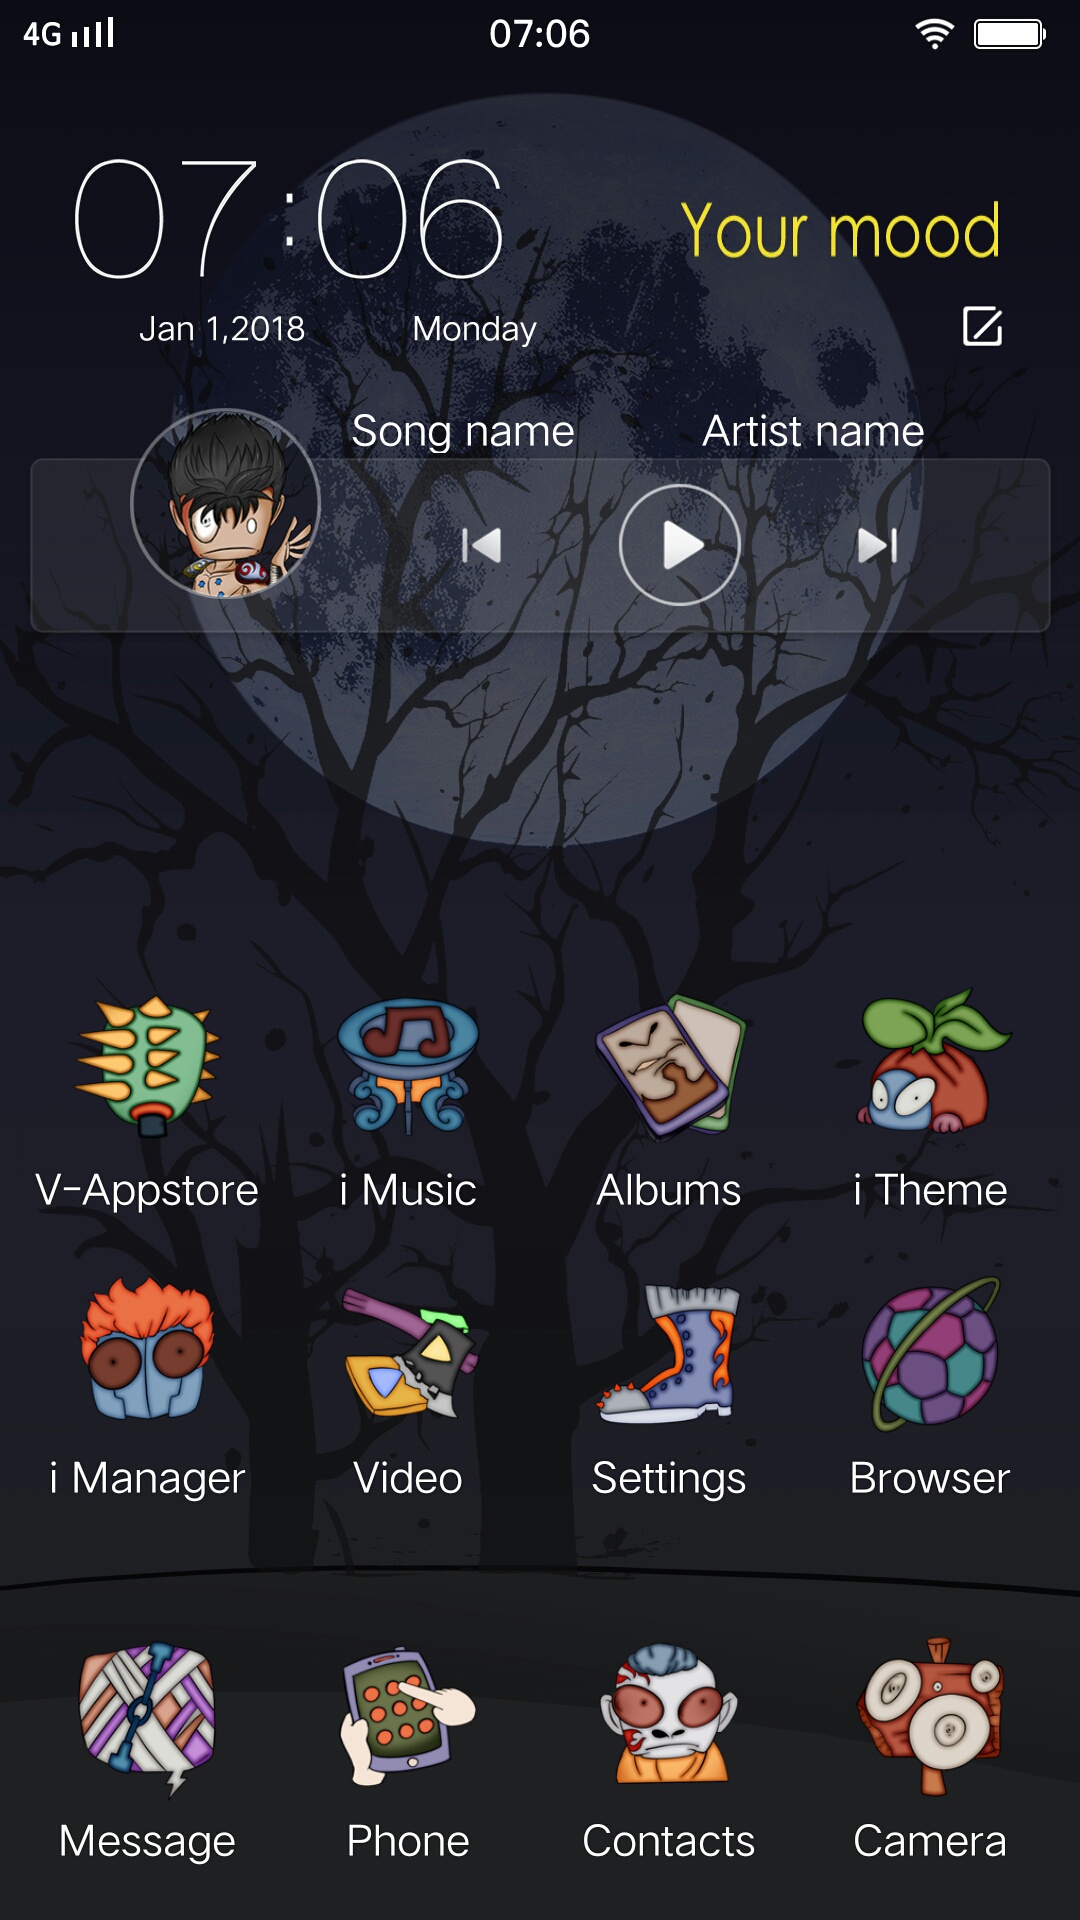 4G 07:06
07:06
Your mood
Jan 1,2018 Monday
Song name Artist name
V-Appstore i Music Albums i Theme
i Manager Video Settings Browser
Message Phone Contacts Camera